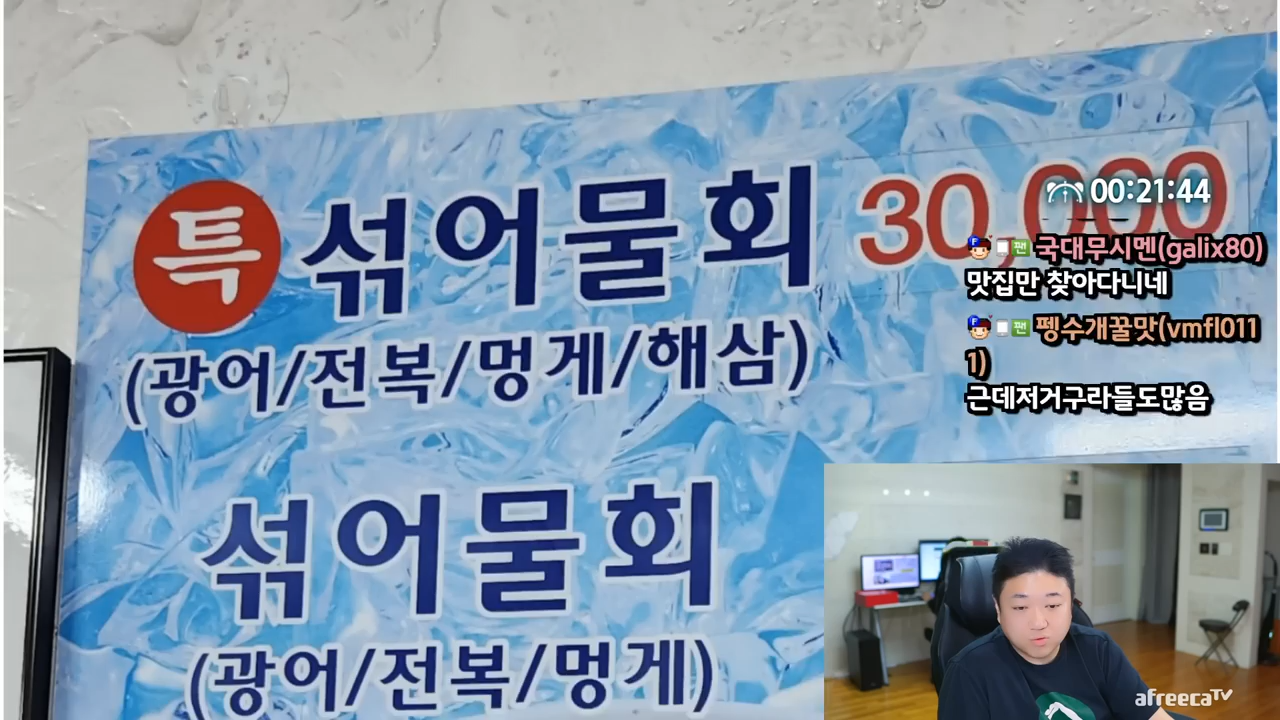 특 섞어물회 30,000
(광어/전복/멍게/해삼)
섞어물회
(광어/전복/멍게)
00:21:44
F 팬 국대무시멘(galix80)
맛집만 찾아다니네
F 팬 펭수개꿀맛(vmfl011
1)
근데저거구라들도많음
afreecaTV